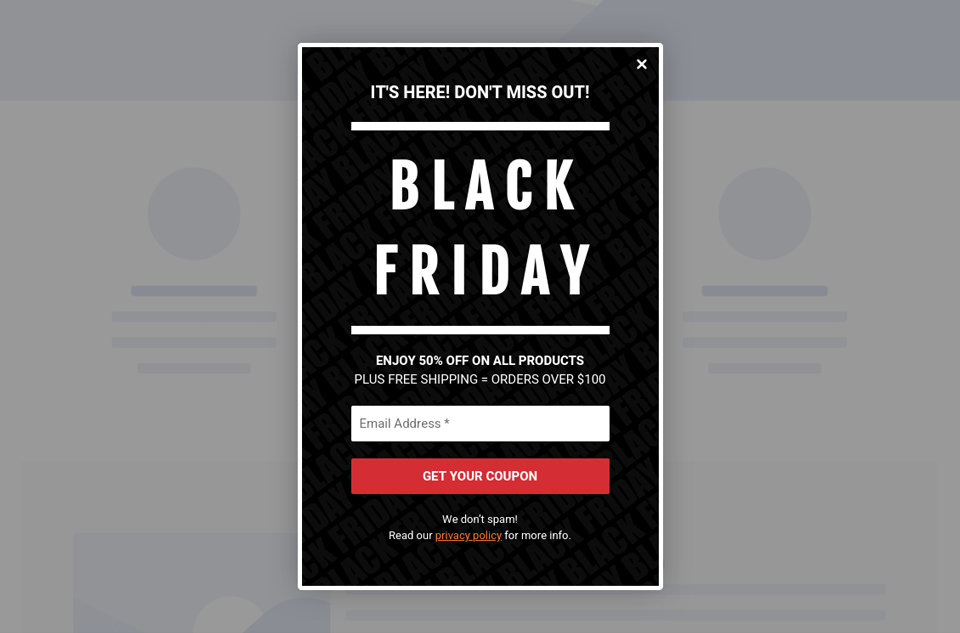 IT'S HERE! DON'T MISS OUT!
BLACK
FRIDAY
ENJOY 50% OFF ON ALL PRODUCTS
PLUS FREE SHIPPING = ORDERS OVER $100
Email Address *
GET YOUR COUPON
We don’t spam!
Read our privacy policy for more info.